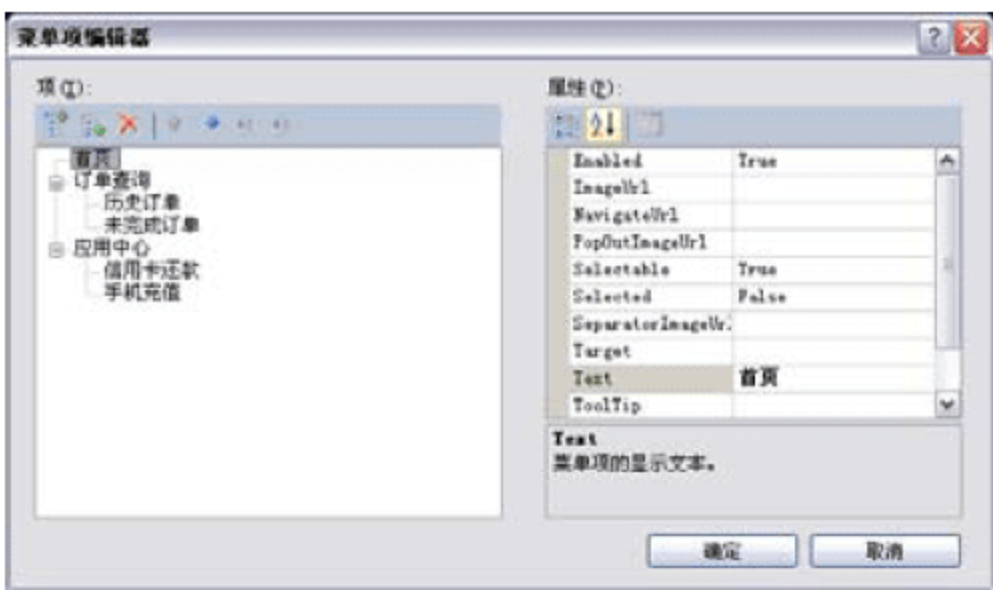 菜单项编辑器
项(I):
首页
订单查询
历史订单
未完成订单
应用中心
信用卡还款
手机充值
属性(P):
Enabled True
ImageUrl
NavigateUrl
PopOutImageUrl
Selectable True
Selected False
SeparatorImageUr
Target
Text 首页
ToolTip
Text
菜单项的显示文本。
确定
取消